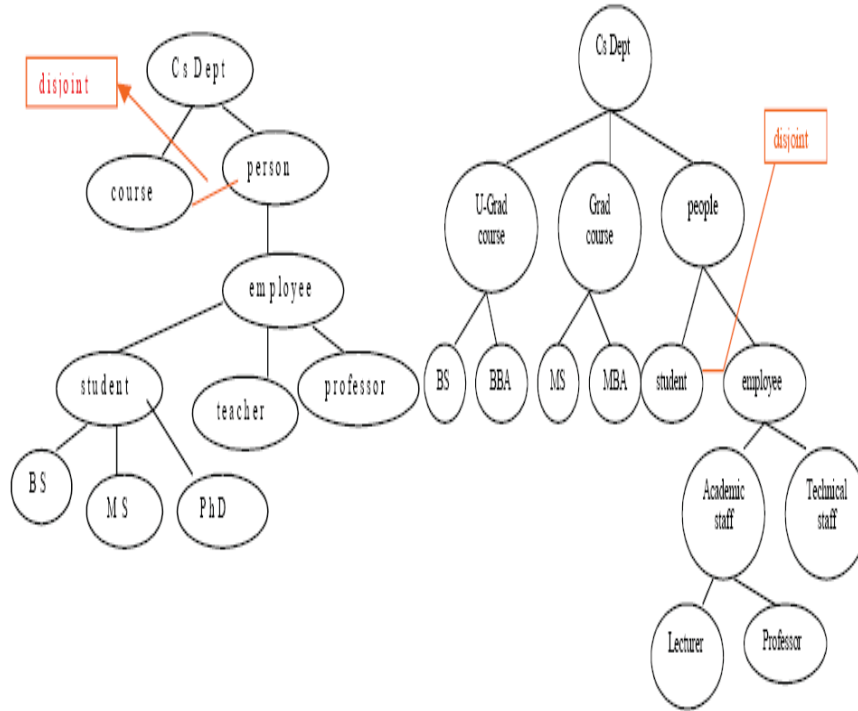 Cs Dept
disjoint
course
person
employee
student
teacher
professor
BS
MS
PhD
Cs Dept
disjoint
U-Grad
course
Grad
course
people
BS
BBA
MS
MBA
student
employee
Academic
staff
Technical
staff
Lecturer
Professor